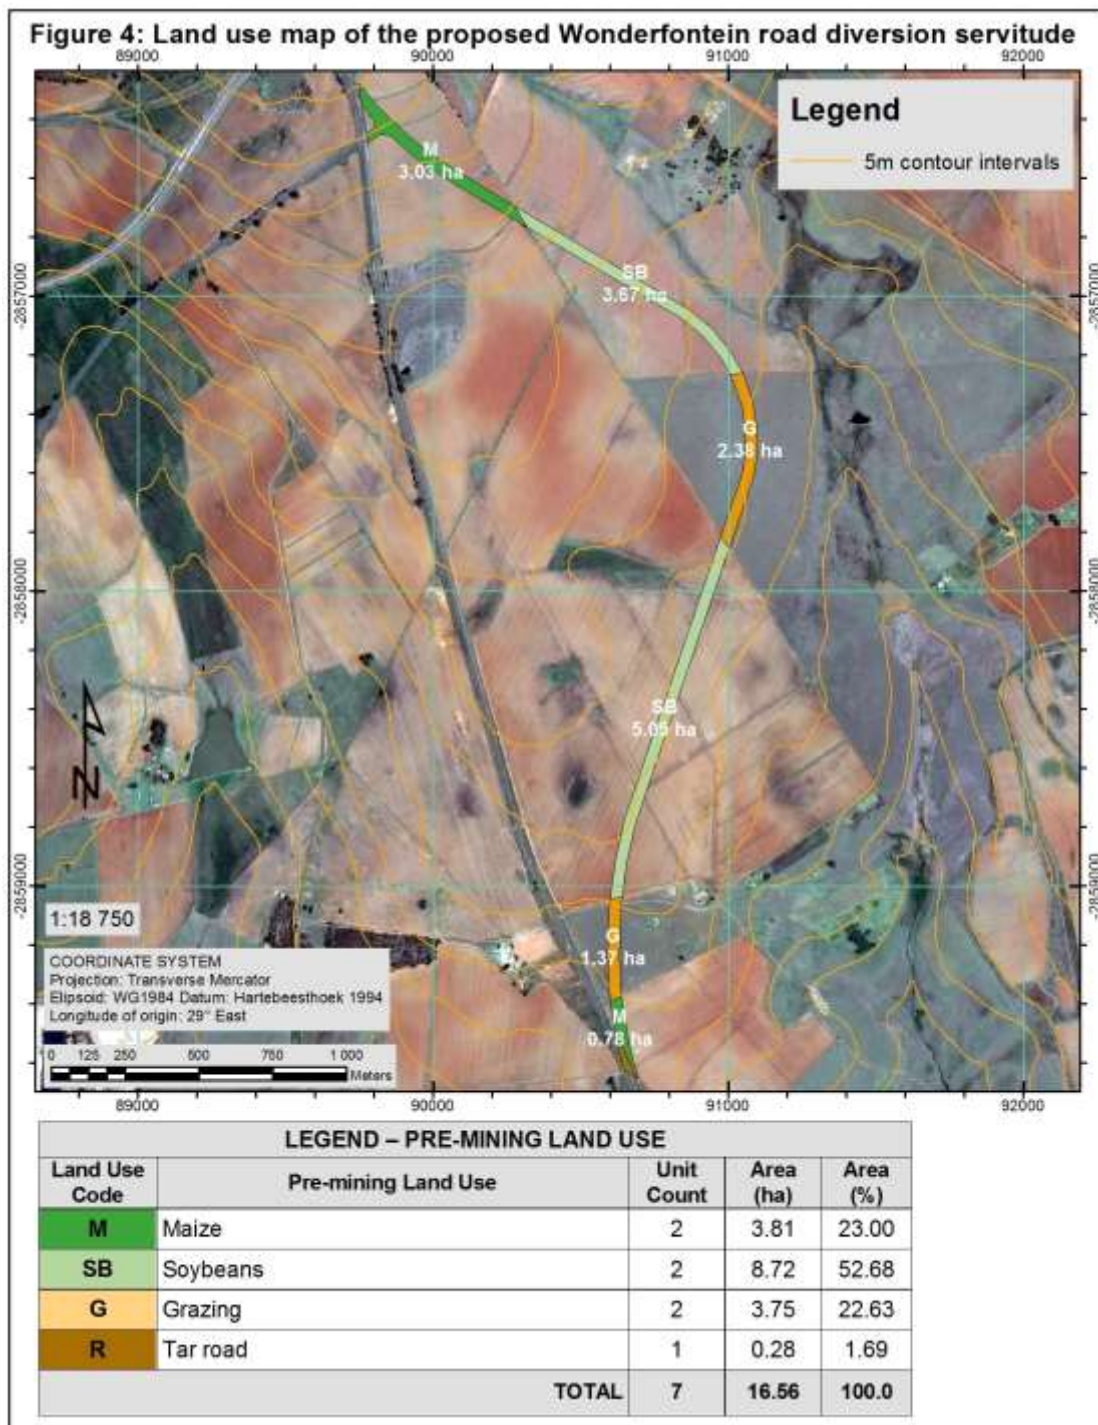 Figure 4: Land use map of the proposed Wonderfontein road diversion servitude
89000 90000 91000 92000
Legend
5m contour intervals
M
3.03 ha
SB
3.67 ha
-2857000 -2857000
G
2.38 ha
-2858000 -2858000
SB
5.05 ha
N
-2859000 -2859000
1:18 750
G
1.37 ha
M
0.78 ha
COORDINATE SYSTEM
Projection: Transverse Mercator
Elipsoid: WG1984 Datum: Hartebeesthoek 1994
Longitude of origin: 29° East
0 125 250 500 750 1 000
Meters
89000 90000 91000 92000
LEGEND – PRE-MINING LAND USE
Land Use Code Pre-mining Land Use Unit Count Area (ha) Area (%)
M Maize 2 3.81 23.00
SB Soybeans 2 8.72 52.68
G Grazing 2 3.75 22.63
R Tar road 1 0.28 1.69
TOTAL 7 16.56 100.0